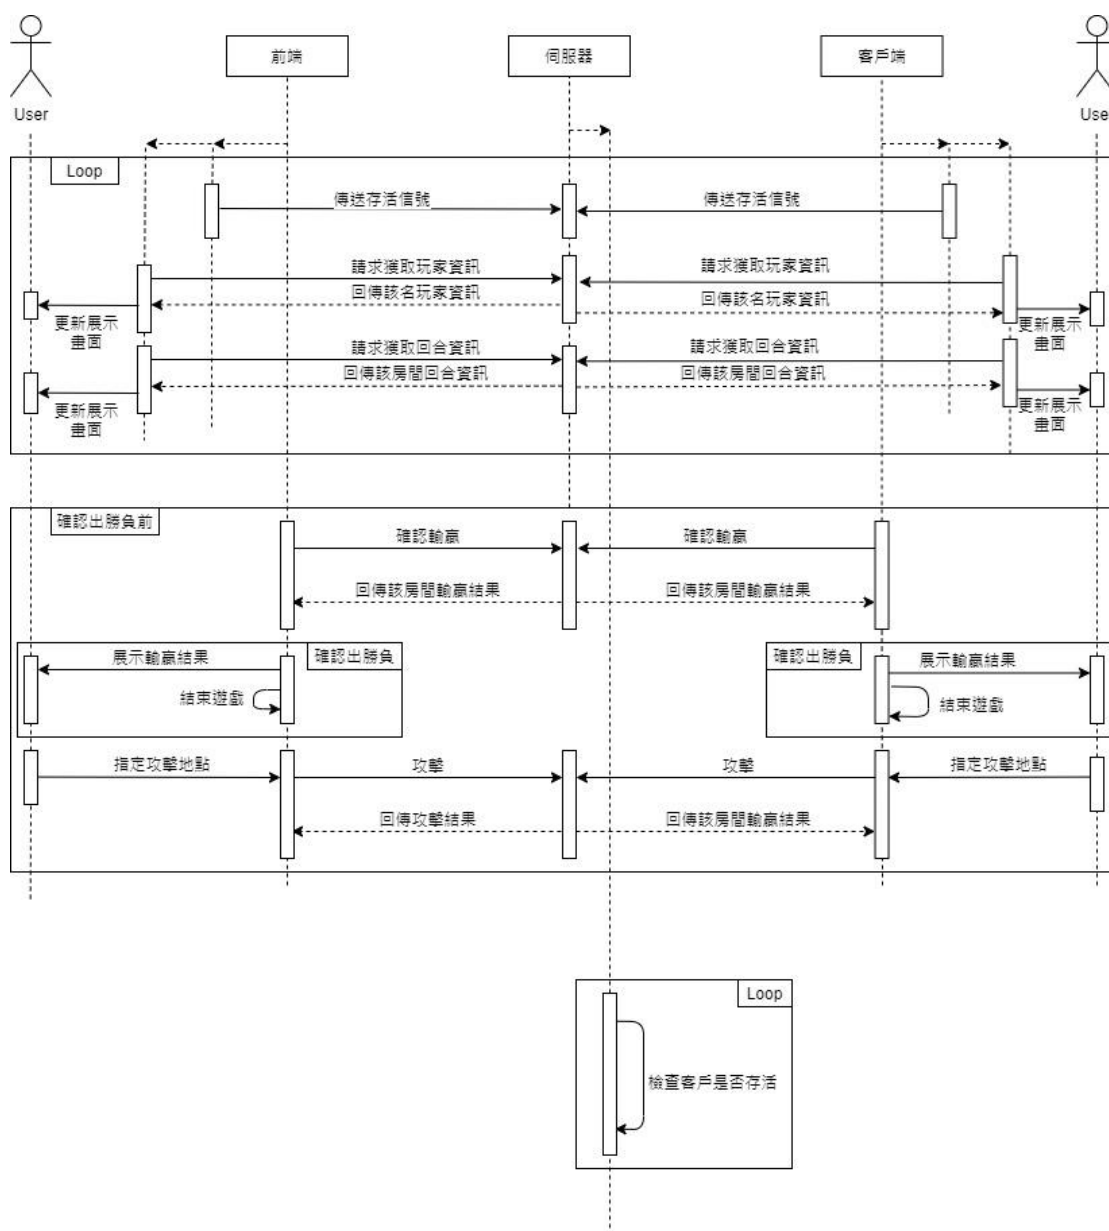 User
前端
伺服器
客戶端
Use
Loop
傳送存活信號
傳送存活信號
請求獲取玩家資訊
請求獲取玩家資訊
回傳該名玩家資訊
回傳該名玩家資訊
更新展示
畫面
更新展示
畫面
請求獲取回合資訊
請求獲取回合資訊
回傳該房間回合資訊
回傳該房間回合資訊
更新展示
畫面
更新展示
畫面
確認出勝負前
確認輸贏
確認輸贏
回傳該房間輸贏結果
回傳該房間輸贏結果
展示輸贏結果
確認出勝負
確認出勝負
展示輸贏結果
結束遊戲
結束遊戲
指定攻擊地點
攻擊
攻擊
指定攻擊地點
回傳攻擊結果
回傳該房間輸贏結果
Loop
檢查客戶是否存活